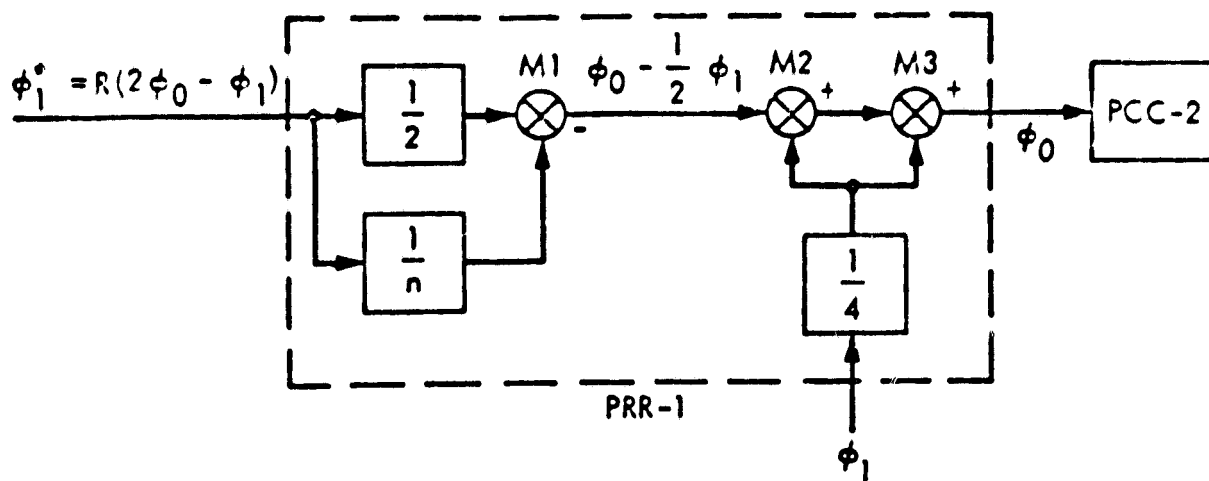 ϕ₁* = R(2ϕ₀ - ϕ₁)
1/2
M1
-
ϕ₀ - 1/2 ϕ₁
M2
+
M3
+
ϕ₀
PCC-2
1/n
1/4
PRR-1
ϕ₁